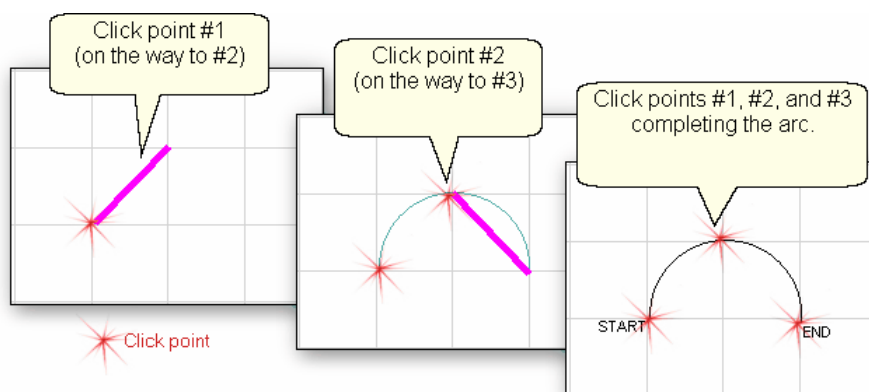 Click point #1
(on the way to #2)
Click point #2
(on the way to #3)
Click points #1, #2, and #3
completing the arc.
START
END
Click point